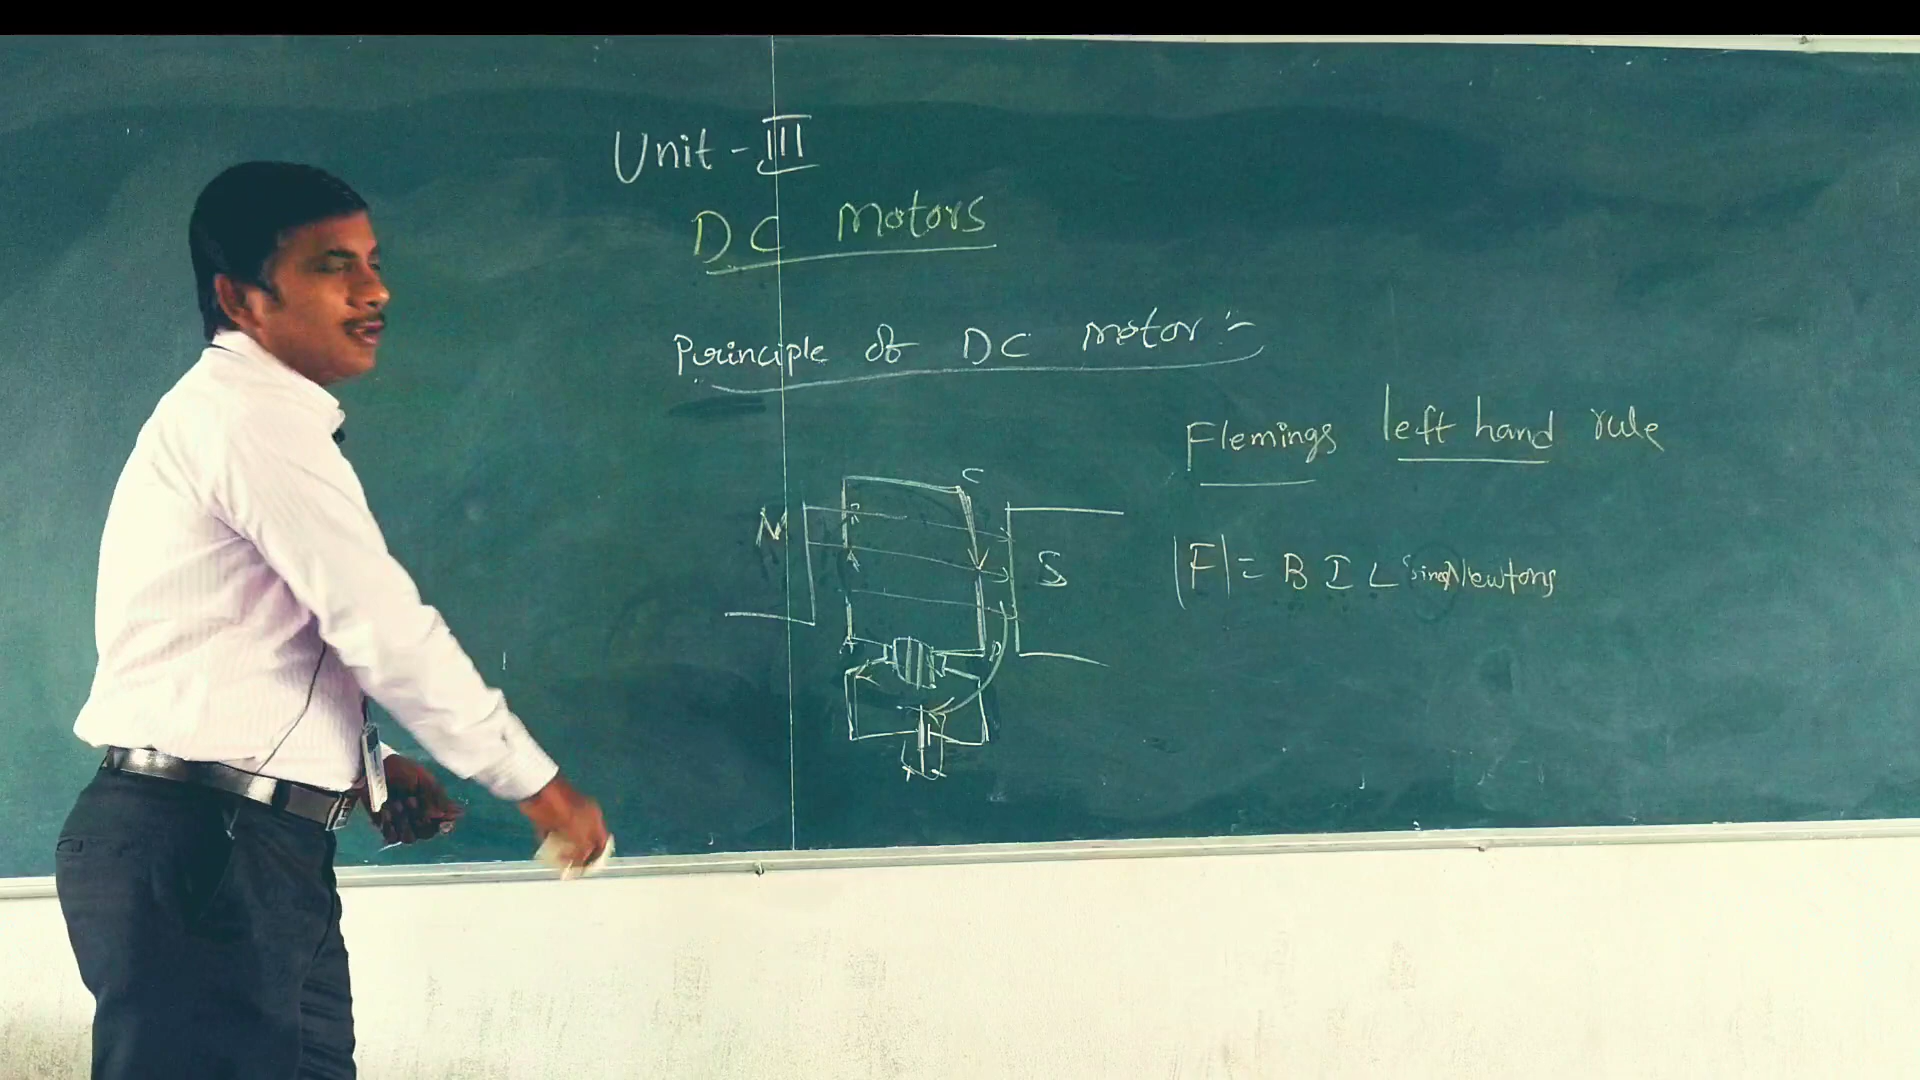 Unit - III
DC Motors
Principle of DC motor :-
Flemings left hand rule
C
N
S
|F| = B I L sinθ Newtons
A
D